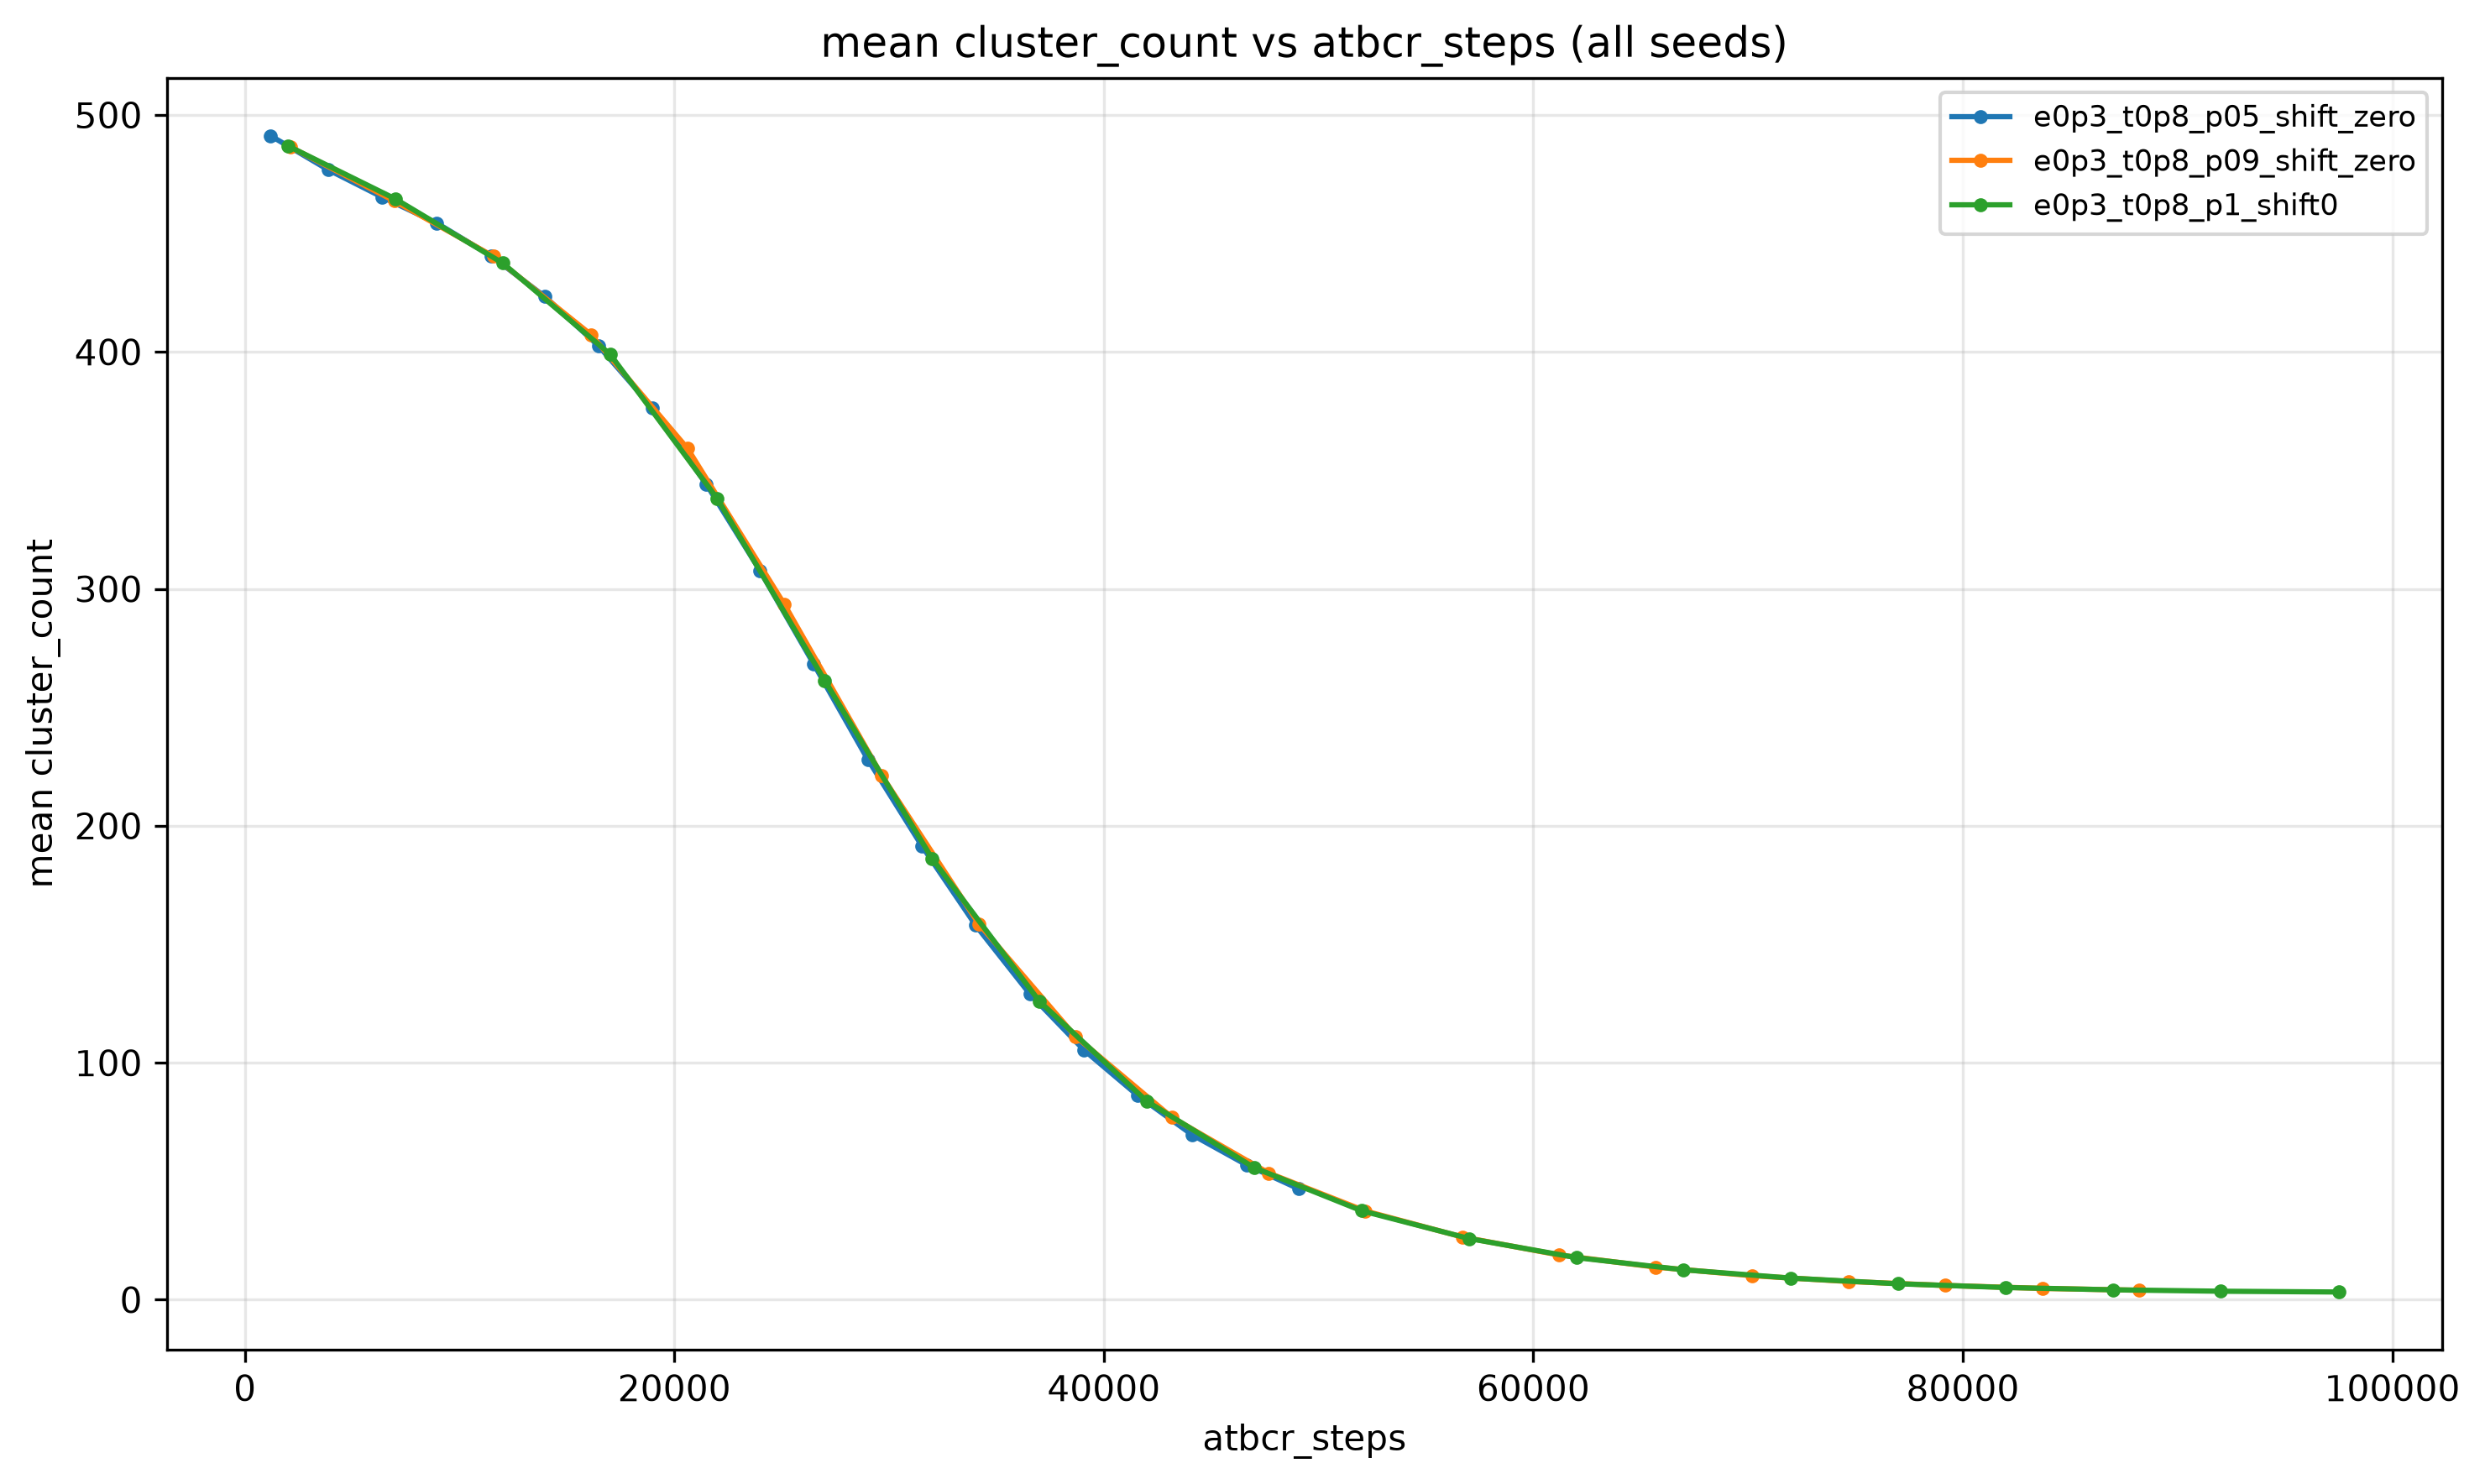 mean cluster_count vs atbcr_steps (all seeds)
e0p3_t0p8_p05_shift_zero
e0p3_t0p8_p09_shift_zero
e0p3_t0p8_p1_shift0
mean cluster_count
500
400
300
200
100
0
0 20000 40000 60000 80000 100000
atbcr_steps